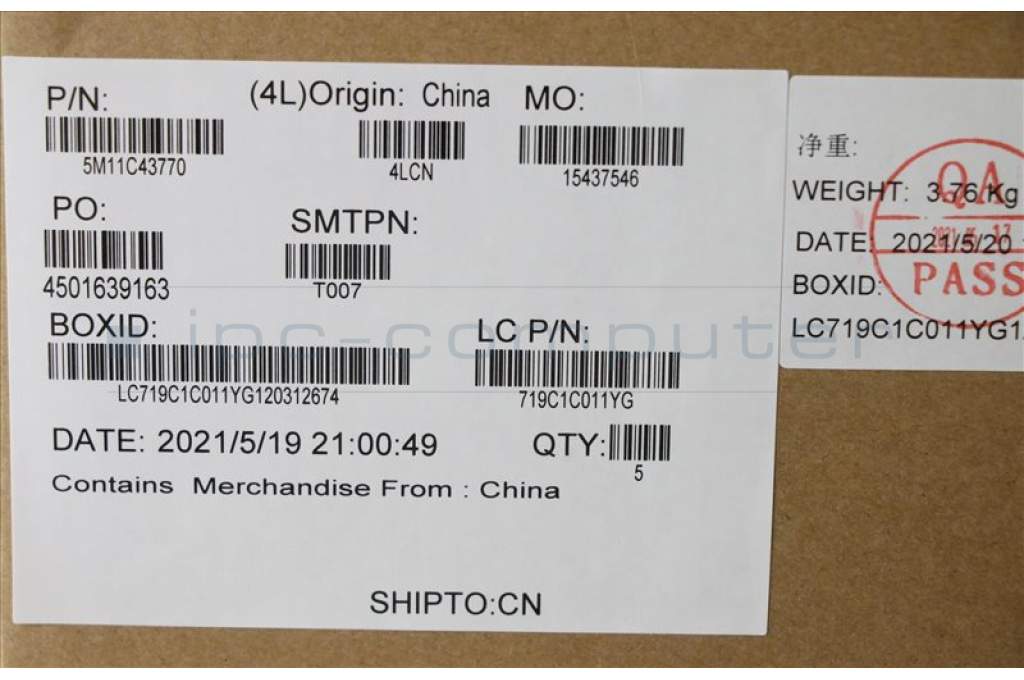 P/N: (4L)Origin: China MO:
5M11C43770 4LCN 15437546
PO: SMTPN:
4501639163 T007
BOXID: LC P/N:
LC719C1C011YG120312674 719C1C011YG
DATE: 2021/5/19 21:00:49 QTY:
5
Contains Merchandise From : China
SHIPTO:CN
净重:
WEIGHT: 3.76 Kg
DATE: 2021/5/20
BOXID:
LC719C1C011YG1
QA
PASS
ipc-computer